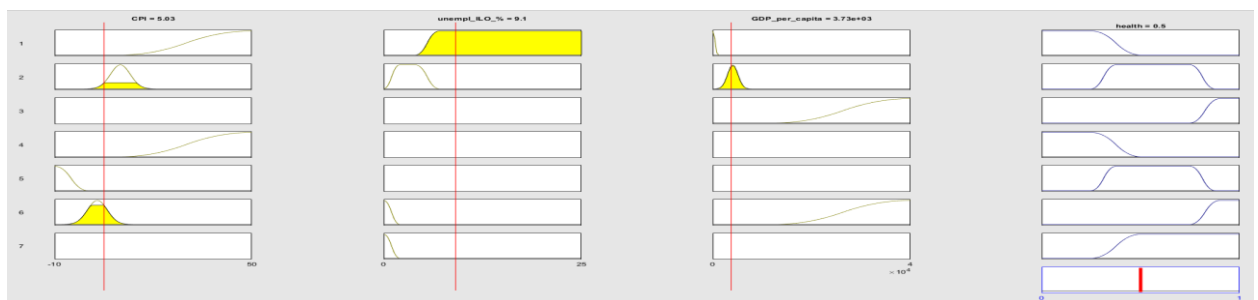 CPI = 5.03
unempl_ILO_% = 9.1
GDP_per_capita = 3.73e+03
health = 0.5
1
2
3
4
5
6
7
-10 50
0 25
0 4
0 1